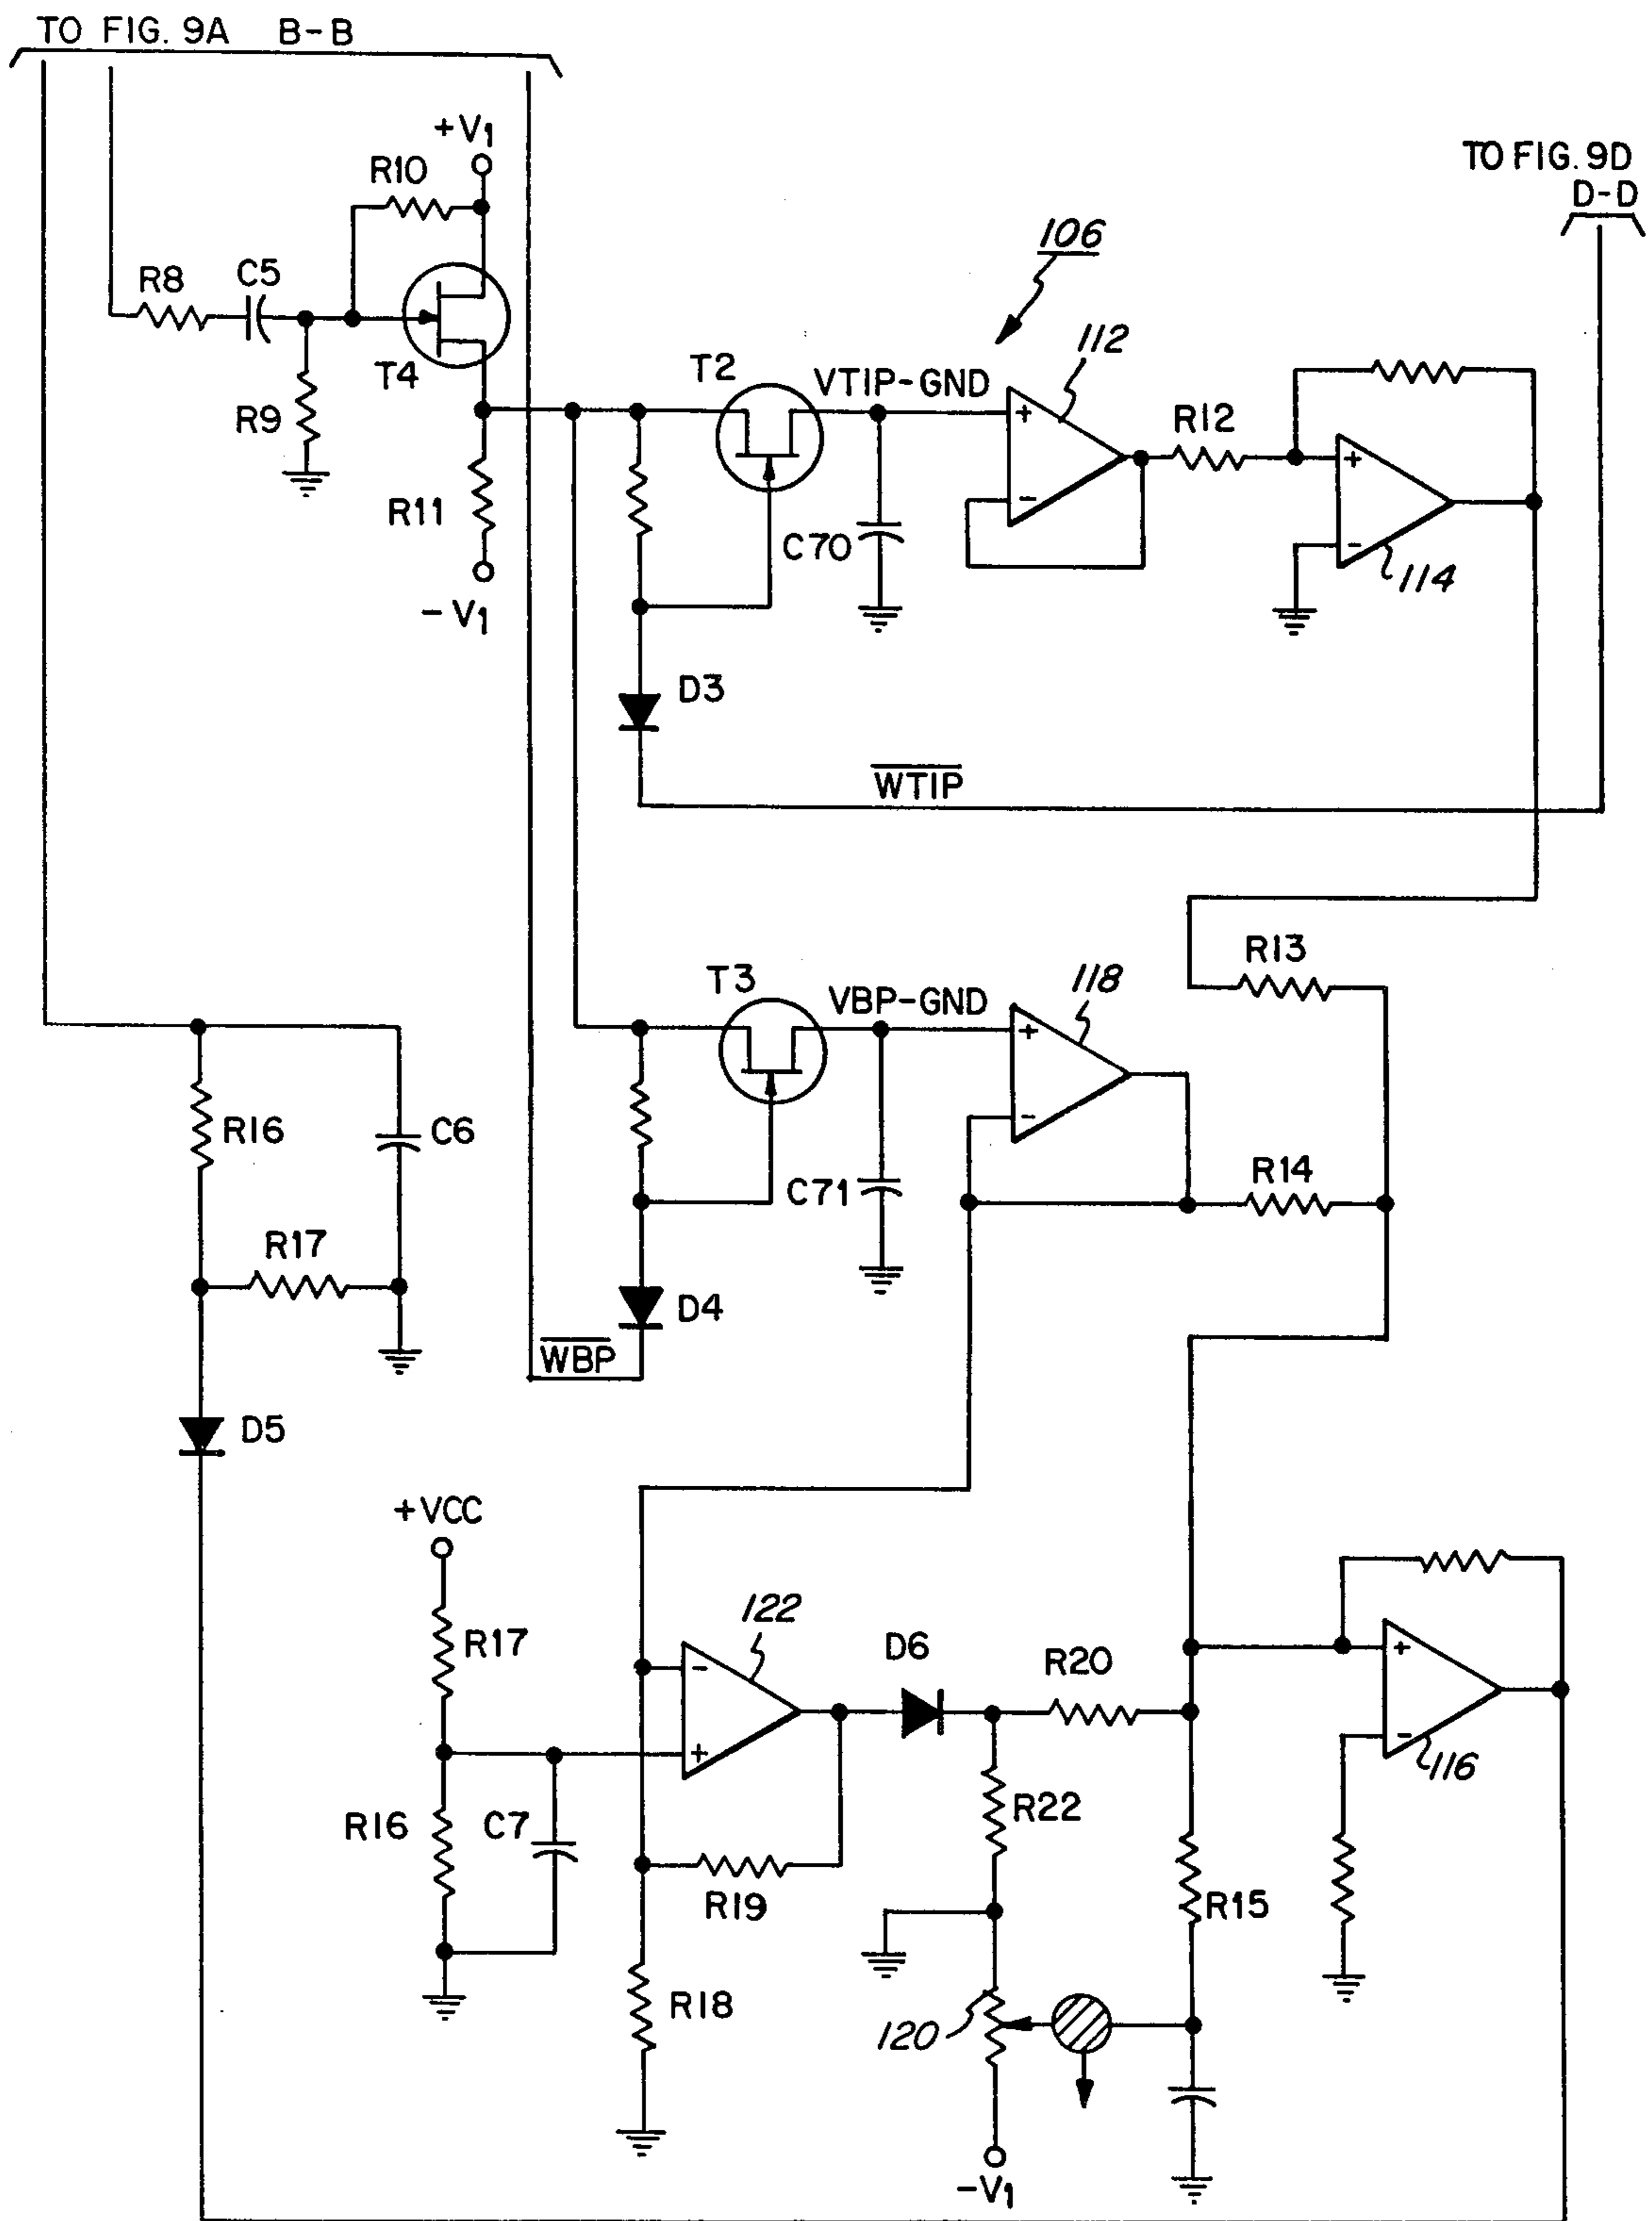 TO FIG. 9A B-B
+V1
R10
TO FIG. 9D
D-D
106
R8
C5
112
T4
T2
VTIP-GND
R12
R9
R11
C70
114
-V1
D3
WTIP
R13
T3
VBP-GND
118
R16
C6
R14
C71
R17
D4
WBP
D5
+VCC
122
R17
D6
R20
116
R16
C7
R22
R19
R15
R18
120
-V1
+
-
+
-
+
-
-
+
+
-